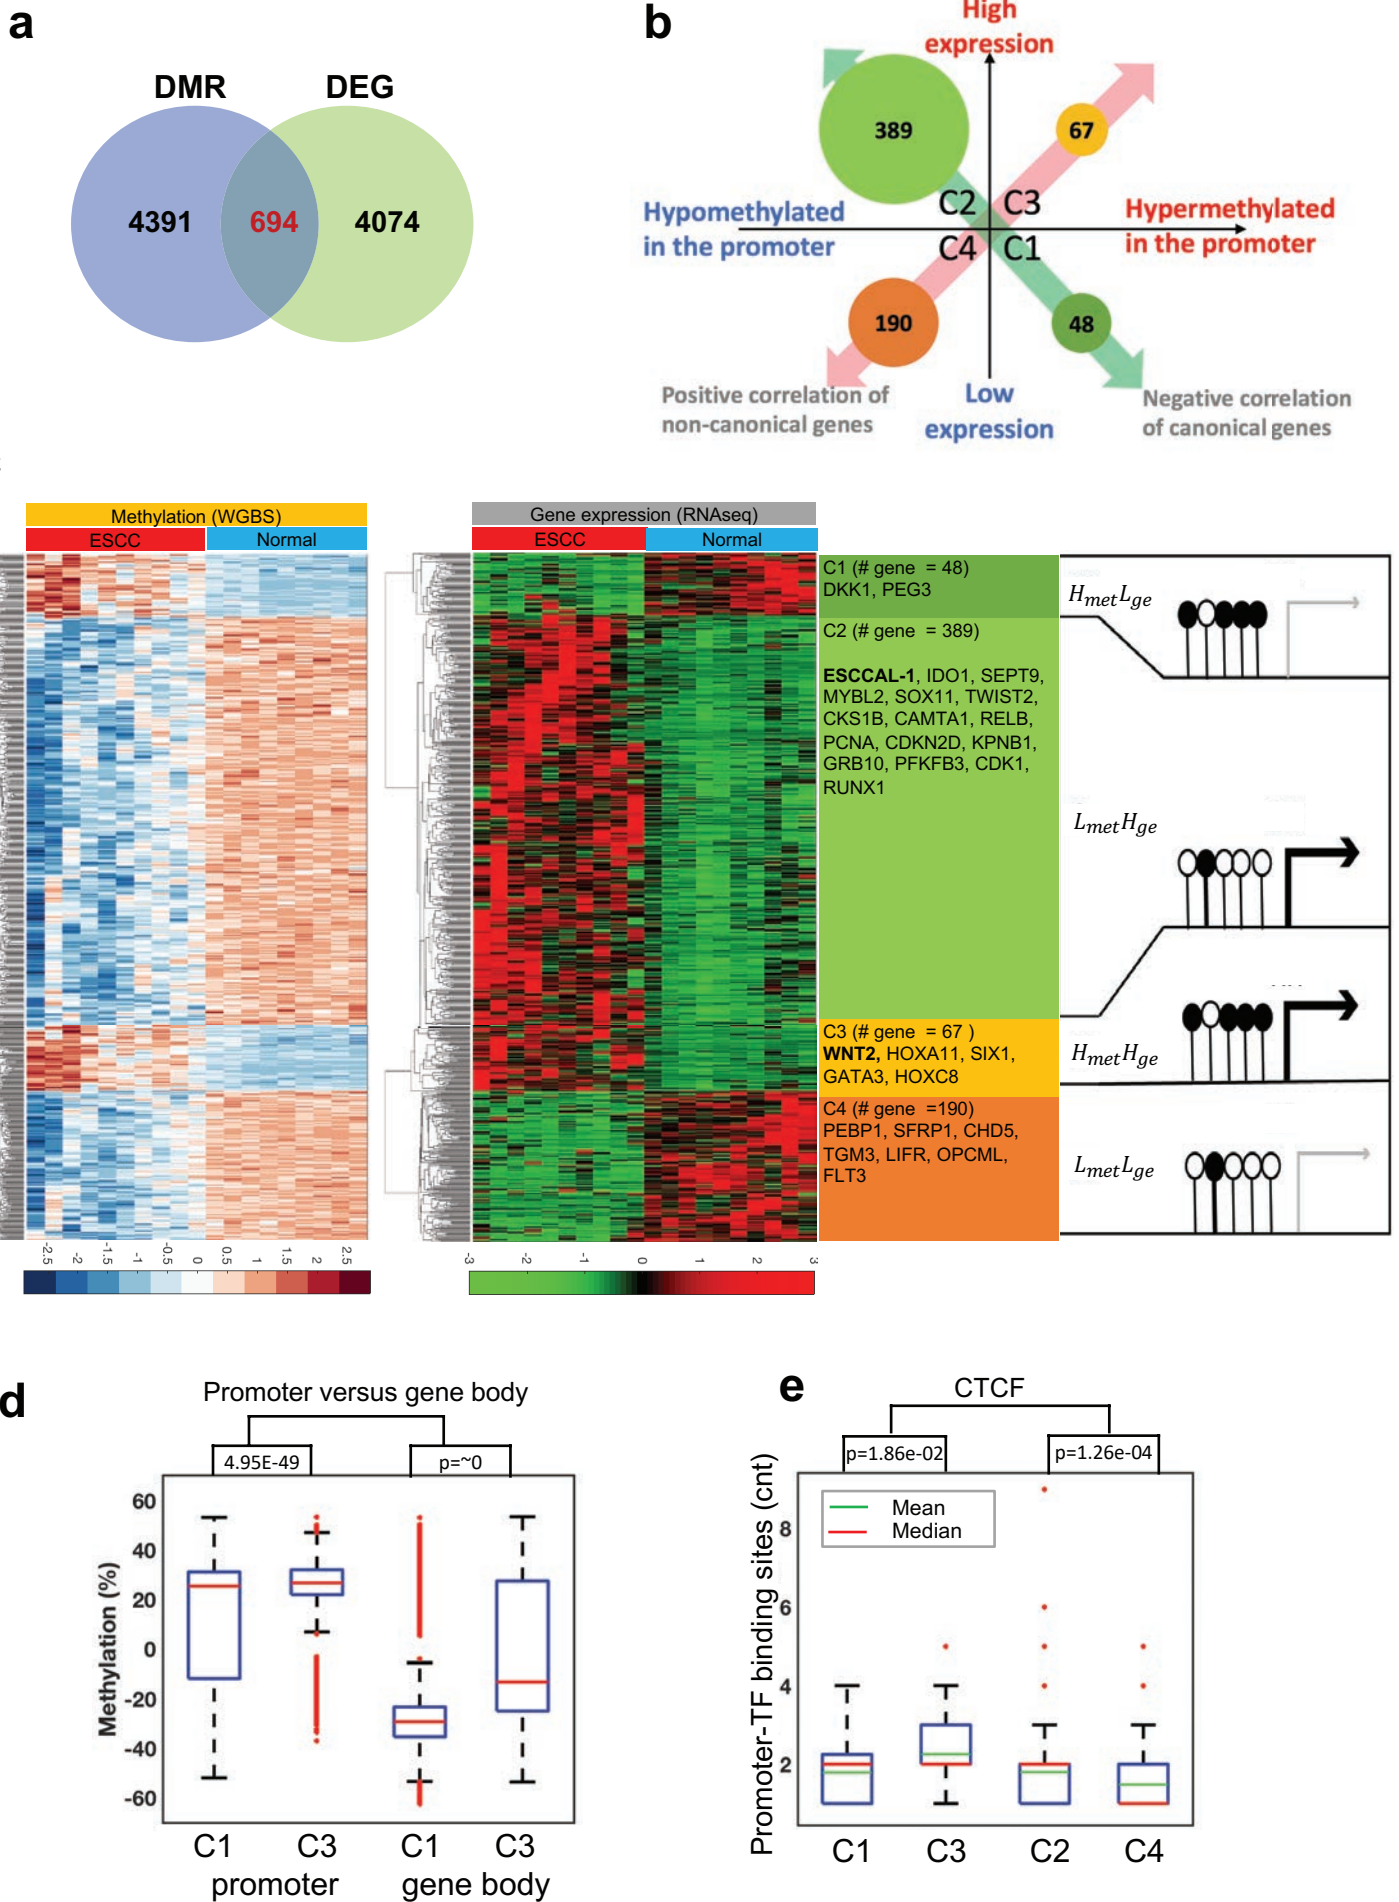 a
DMR
DEG
4391
694
4074
b
High
expression
389
67
C2
C3
Hypomethylated
in the promoter
Hypermethylated
in the promoter
C4
C1
190
48
Positive correlation of
non-canonical genes
Low
expression
Negative correlation
of canonical genes
Methylation (WGBS)
ESCC
Normal
Gene expression (RNAseq)
ESCC
Normal
C1 (# gene = 48)
DKK1, PEG3
C2 (# gene = 389)
ESCCAL-1, IDO1, SEPT9,
MYBL2, SOX11, TWIST2,
CKS1B, CAMTA1, RELB,
PCNA, CDKN2D, KPNB1,
GRB10, PFKFB3, CDK1,
RUNX1
C3 (# gene = 67 )
WNT2, HOXA11, SIX1,
GATA3, HOXC8
C4 (# gene =190)
PEBP1, SFRP1, CHD5,
TGM3, LIFR, OPCML,
FLT3
HmetLge
LmetHge
HmetHge
LmetLge
-2.5 -2 -1.5 -1 -0.5 0 0.5 1 1.5 2 2.5
-3 -2 -1 0 1 2 3
d
Promoter versus gene body
4.95E-49
p=~0
Methylation (%)
60
40
20
0
-20
-40
-60
C1 C3 C1 C3
promoter gene body
e
CTCF
p=1.86e-02
p=1.26e-04
Mean
Median
Promoter-TF binding sites (cnt)
8
6
4
2
C1 C3 C2 C4